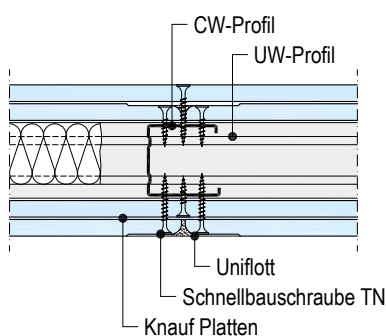 CW-Profil
UW-Profil
Uniflott
Schnellbauschraube TN
Knauf Platten